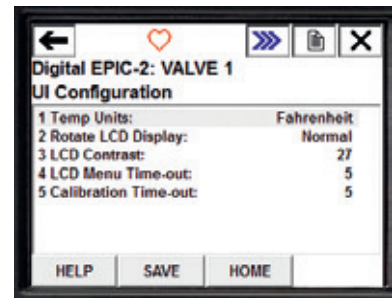 Digital EPIC-2: VALVE 1
UI Configuration
1 Temp Units: Fahrenheit
2 Rotate LCD Display: Normal
3 LCD Contrast: 27
4 LCD Menu Time-out: 5
5 Calibration Time-out: 5
HELP SAVE HOME